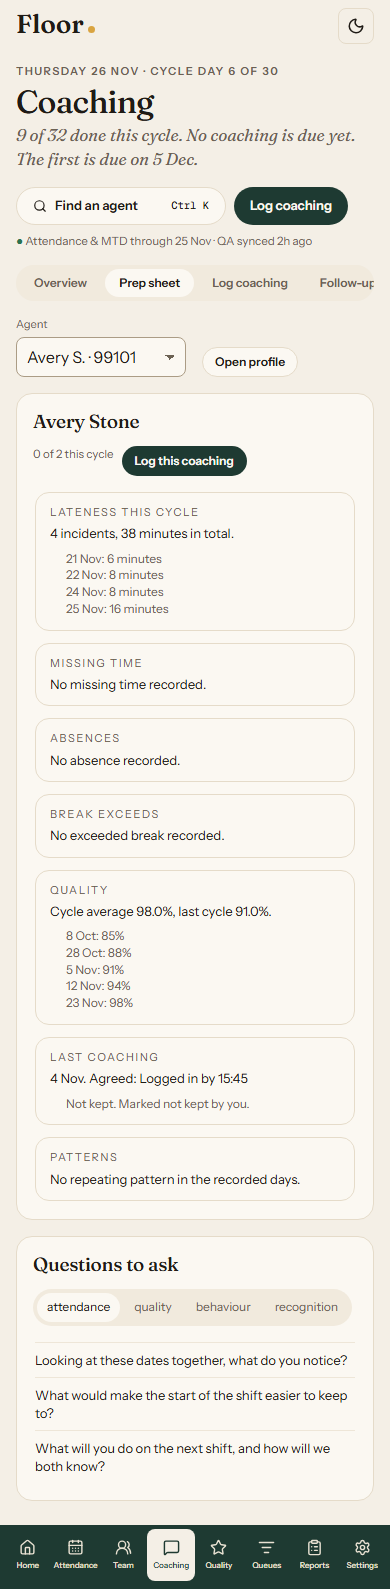 Floor.
THURSDAY 26 NOV · CYCLE DAY 6 OF 30
Coaching
9 of 32 done this cycle. No coaching is due yet.
The first is due on 5 Dec.
Find an agent Ctrl K
Log coaching
Attendance & MTD through 25 Nov · QA synced 2h ago
Overview Prep sheet Log coaching Follow-up
Agent
Avery S. · 99101
Open profile
Avery Stone
0 of 2 this cycle
Log this coaching
LATENESS THIS CYCLE
4 incidents, 38 minutes in total.
21 Nov: 6 minutes
22 Nov: 8 minutes
24 Nov: 8 minutes
25 Nov: 16 minutes
MISSING TIME
No missing time recorded.
ABSENCES
No absence recorded.
BREAK EXCEEDS
No exceeded break recorded.
QUALITY
Cycle average 98.0%, last cycle 91.0%.
8 Oct: 85%
28 Oct: 88%
5 Nov: 91%
12 Nov: 94%
23 Nov: 98%
LAST COACHING
4 Nov. Agreed: Logged in by 15:45
Not kept. Marked not kept by you.
PATTERNS
No repeating pattern in the recorded days.
Questions to ask
attendance quality behaviour recognition
Looking at these dates together, what do you notice?
What would make the start of the shift easier to keep
to?
What will you do on the next shift, and how will we
both know?
Home Attendance Team Coaching Quality Queues Reports Settings